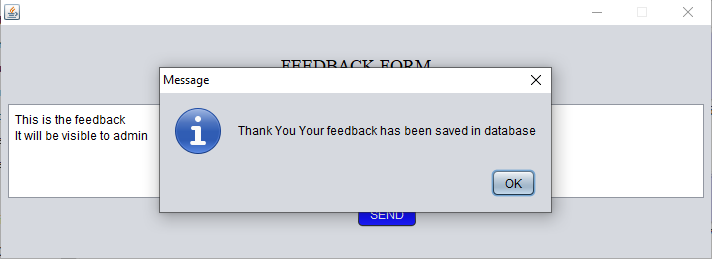 FEEDBACK FORM
Message
This is the feedback
It will be visible to admin
Thank You Your feedback has been saved in database
OK
SEND